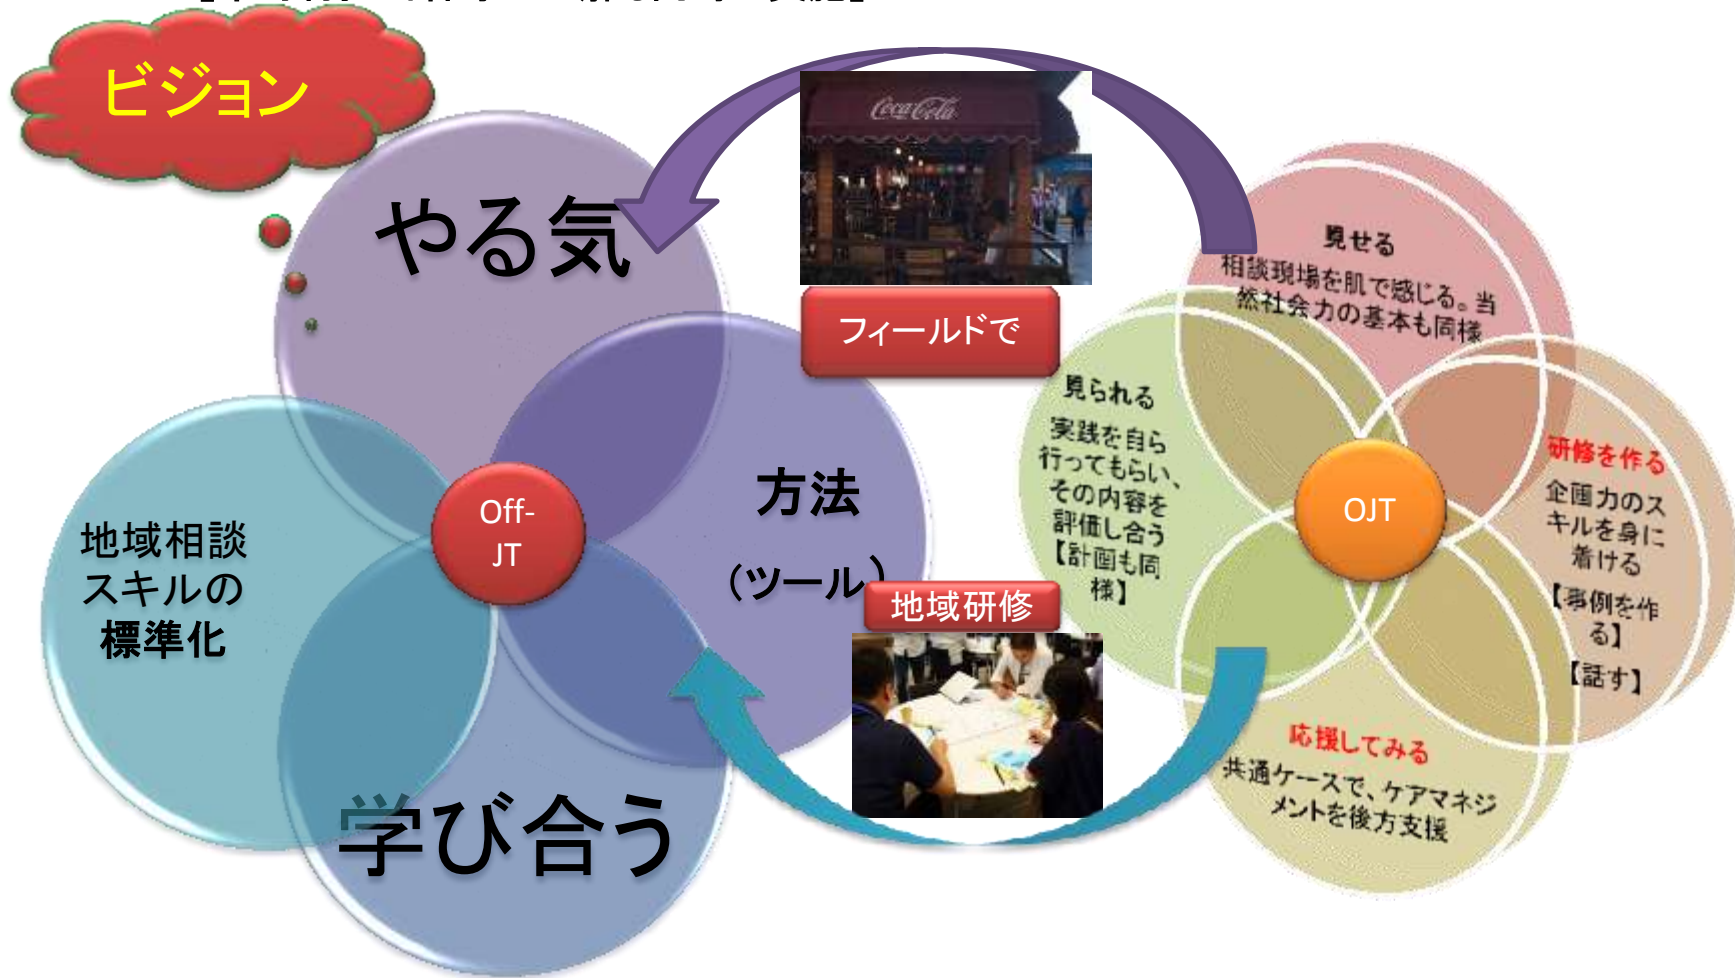 ビジョン
やる気
方法
（ツール）
学び合う
地域相談
スキルの
標準化
Off-
JT
Coca-Cola
フィールドで
地域研修
見せる
相談現場を肌で感じる。当
然社会力の基本も同様
見られる
実践を自ら
行ってもらい、
その内容を
評価し合う
【計画も同
様】
OJT
研修を作る
企画力のス
キルを身に
着ける
【事例を作
る】
【話す】
応援してみる
共通ケースで、ケアマネジ
メントを後方支援